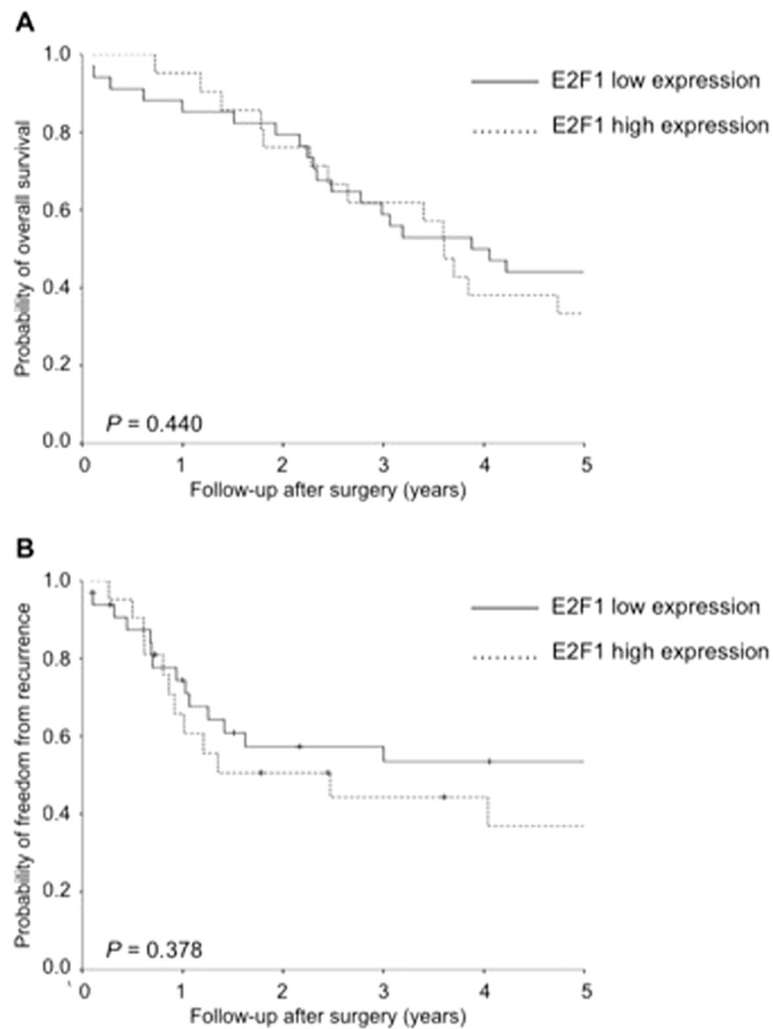 A
1.0
0.8
0.6
0.4
0.2
0.0
Probability of overall survival
E2F1 low expression
E2F1 high expression
P = 0.440
0 1 2 3 4 5
Follow-up after surgery (years)
B
1.0
0.8
0.6
0.4
0.2
0.0
Probability of freedom from recurrence
E2F1 low expression
E2F1 high expression
P = 0.378
0 1 2 3 4 5
Follow-up after surgery (years)